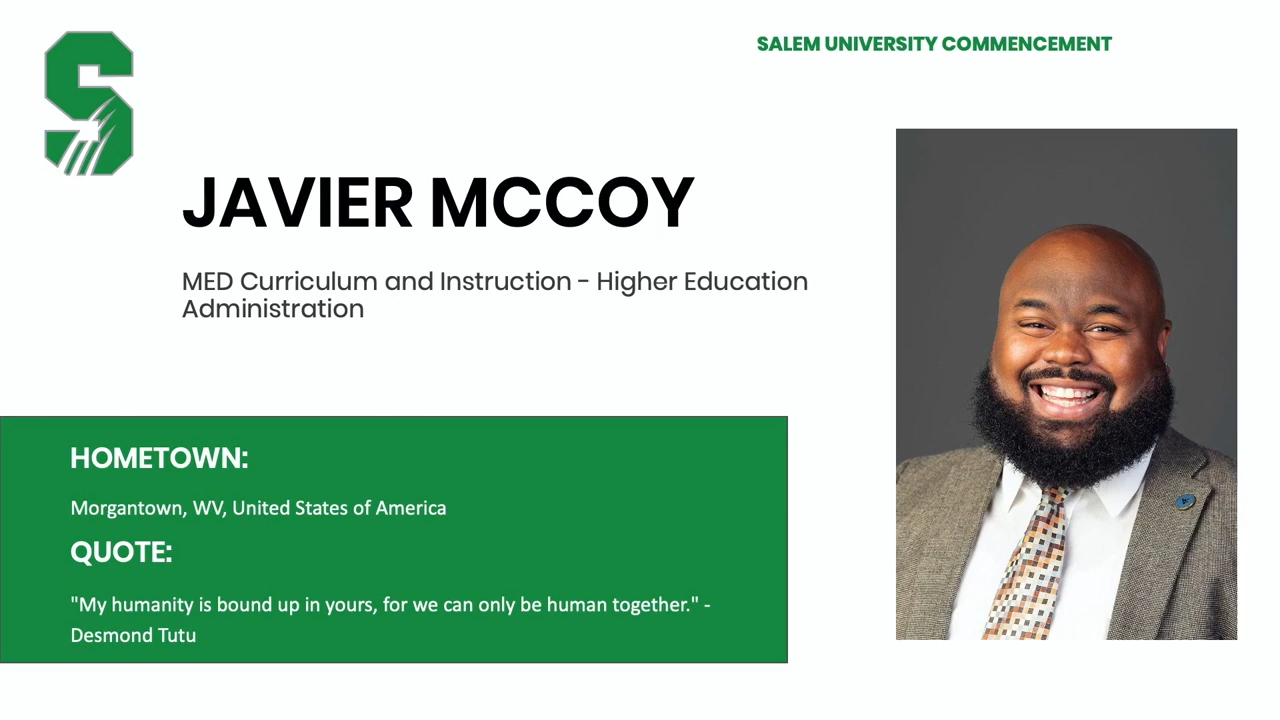 S
SALEM UNIVERSITY COMMENCEMENT
JAVIER MCCOY
MED Curriculum and Instruction - Higher Education
Administration
HOMETOWN:
Morgantown, WV, United States of America
QUOTE:
"My humanity is bound up in yours, for we can only be human together." -
Desmond Tutu